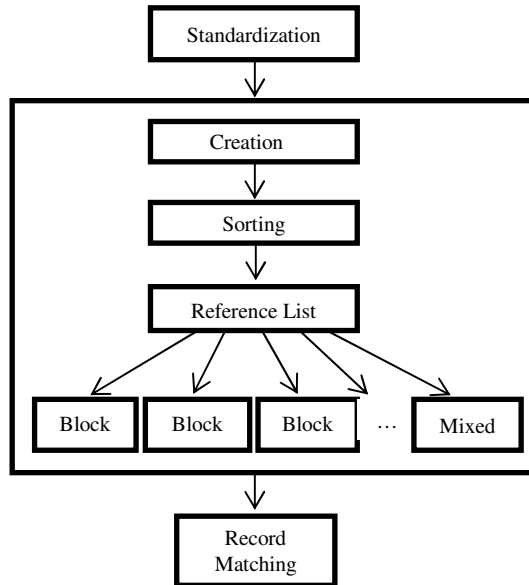 Standardization
Creation
Sorting
Reference List
Block Block Block … Mixed
Record
Matching